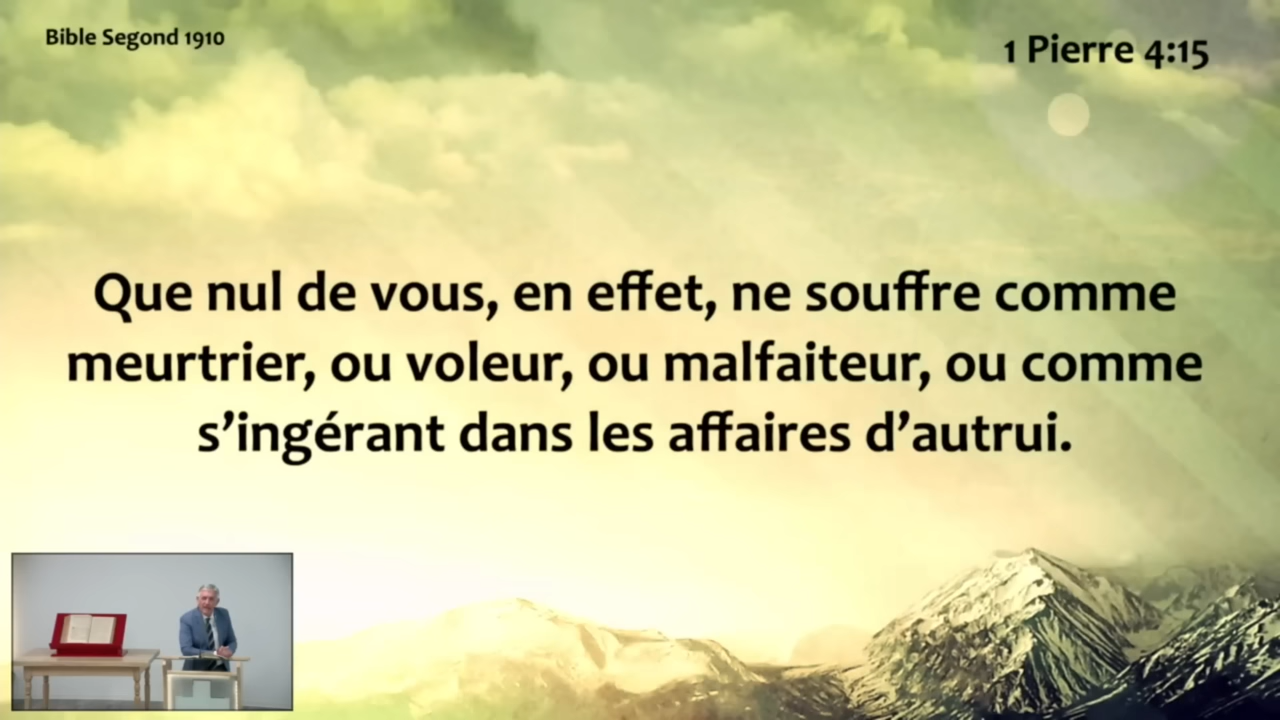 Bible Segond 1910
1 Pierre 4:15
Que nul de vous, en effet, ne souffre comme
meurtrier, ou voleur, ou malfaiteur, ou comme
s’ingérant dans les affaires d’autrui.